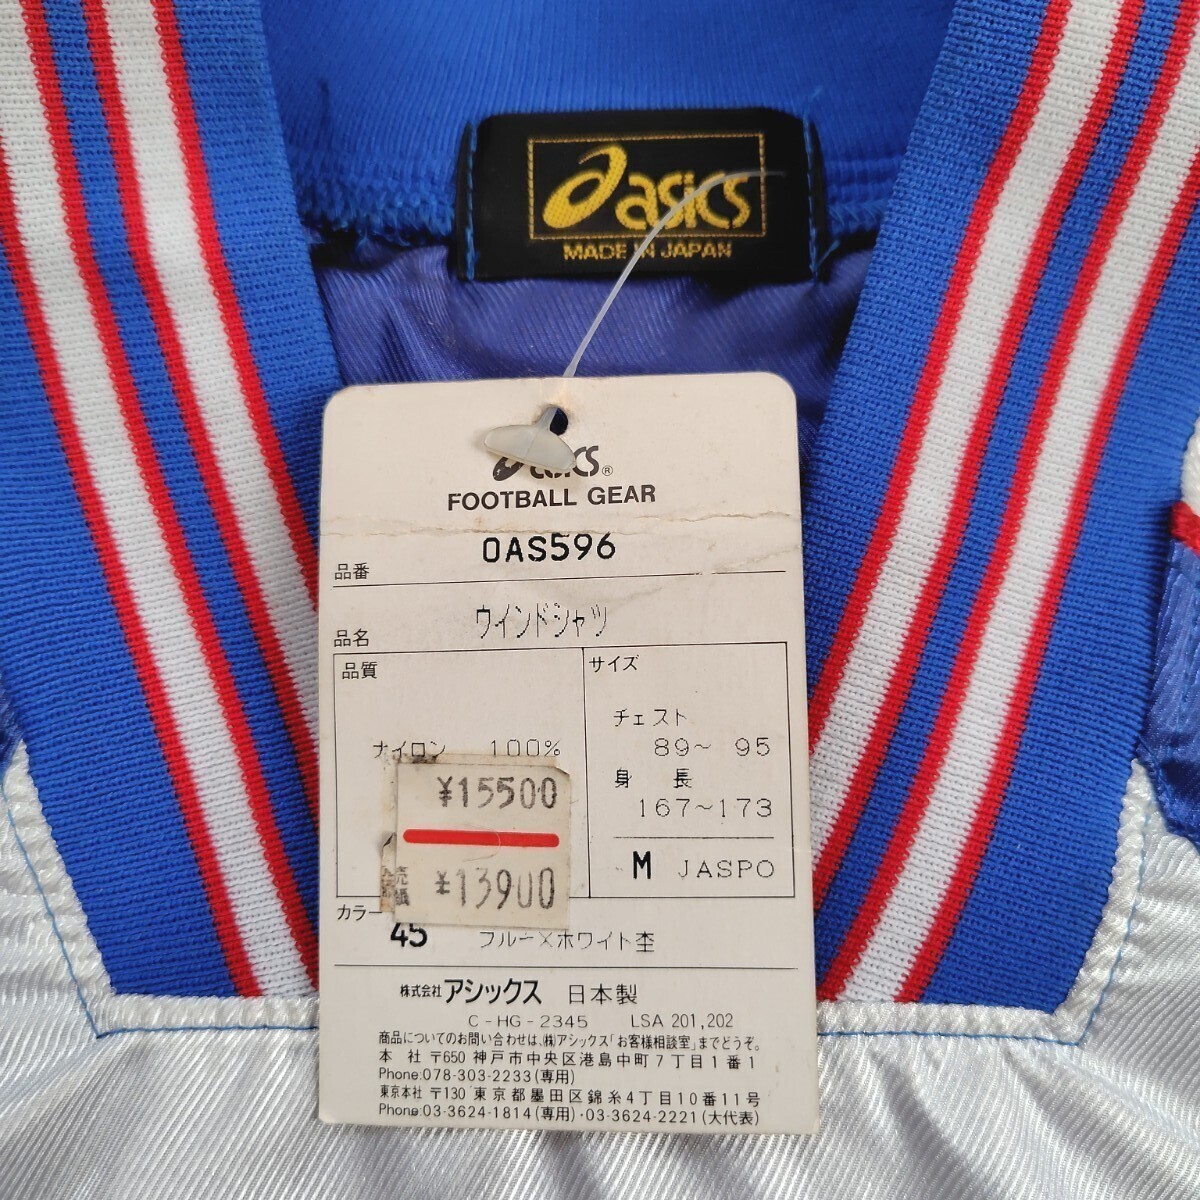 asics
MADE IN JAPAN
asics®
FOOTBALL GEAR
品番 OAS596
品名 ウインドシャツ
品質
ナイロン 100%
サイズ
チェスト
89～ 95
身 長
167～173
M JASPO
¥15500
¥13900
カラー 45 ブルー×ホワイト杢
株式会社アシックス 日本製
C-HG-2345 LSA 201,202
商品についてのお問い合わせは、㈱アシックス「お客様相談室」までどうぞ。
本 社 〒650 神戸市中央区港島中町7丁目1番1
Phone:078-303-2233(専用)
東京本社 〒130 東京都墨田区錦糸4丁目10番11号
Phone:03-3624-1814(専用)・03-3624-2221(大代表)